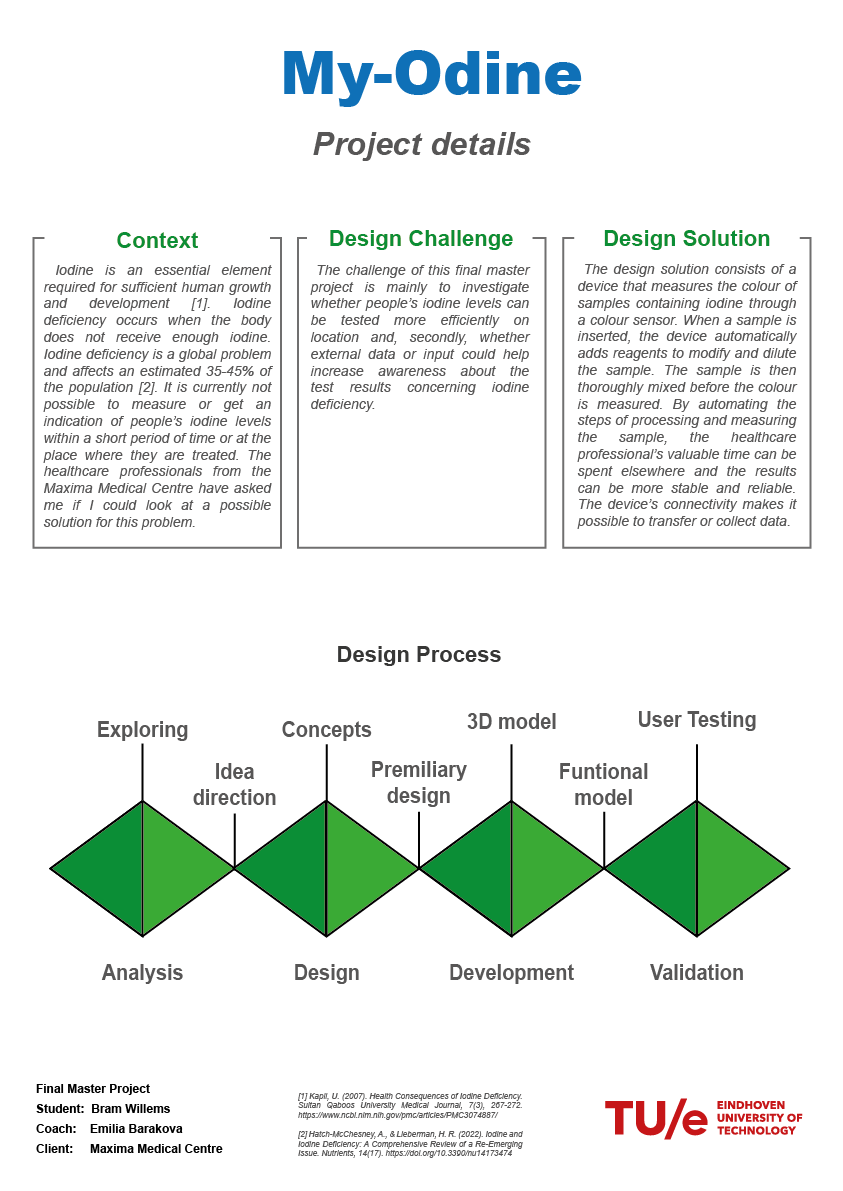 My-Odine
Project details
Context
Iodine is an essential element
required for sufficient human growth
and development [1]. Iodine
deficiency occurs when the body
does not receive enough iodine.
Iodine deficiency is a global problem
and affects an estimated 35-45% of
the population [2]. It is currently not
possible to measure or get an
indication of people's iodine levels
within a short period of time or at the
place where they are treated. The
healthcare professionals from the
Maxima Medical Centre have asked
me if I could look at a possible
solution for this problem.
Design Challenge
The challenge of this final master
project is mainly to investigate
whether people's iodine levels can
be tested more efficiently on
location and, secondly, whether
external data or input could help
increase awareness about the
test results concerning iodine
deficiency.
Design Solution
The design solution consists of a
device that measures the colour of
samples containing iodine through
a colour sensor. When a sample is
inserted, the device automatically
adds reagents to modify and dilute
the sample. The sample is then
thoroughly mixed before the colour
is measured. By automating the
steps of processing and measuring
the sample, the healthcare
professional's valuable time can be
spent elsewhere and the results
can be more stable and reliable.
The device's connectivity makes it
possible to transfer or collect data.
Design Process
Exploring
Idea
direction
Concepts
Premiliary
design
3D model
Funtional
model
User Testing
Analysis
Design
Development
Validation
Final Master Project
Student: Bram Willems
Coach: Emilia Barakova
Client: Maxima Medical Centre
[1] Kapil, U. (2007). Health Consequences of Iodine Deficiency.
Sultan Qaboos University Medical Journal, 7(3), 267-272.
https://www.ncbi.nlm.nih.gov/pmc/articles/PMC3074887/
[2] Hatch-McChesney, A., & Lieberman, H. R. (2022). Iodine and
Iodine Deficiency: A Comprehensive Review of a Re-Emerging
Issue. Nutrients, 14(17). https://doi.org/10.3390/nu14173474
TU/e
EINDHOVEN
UNIVERSITY OF
TECHNOLOGY